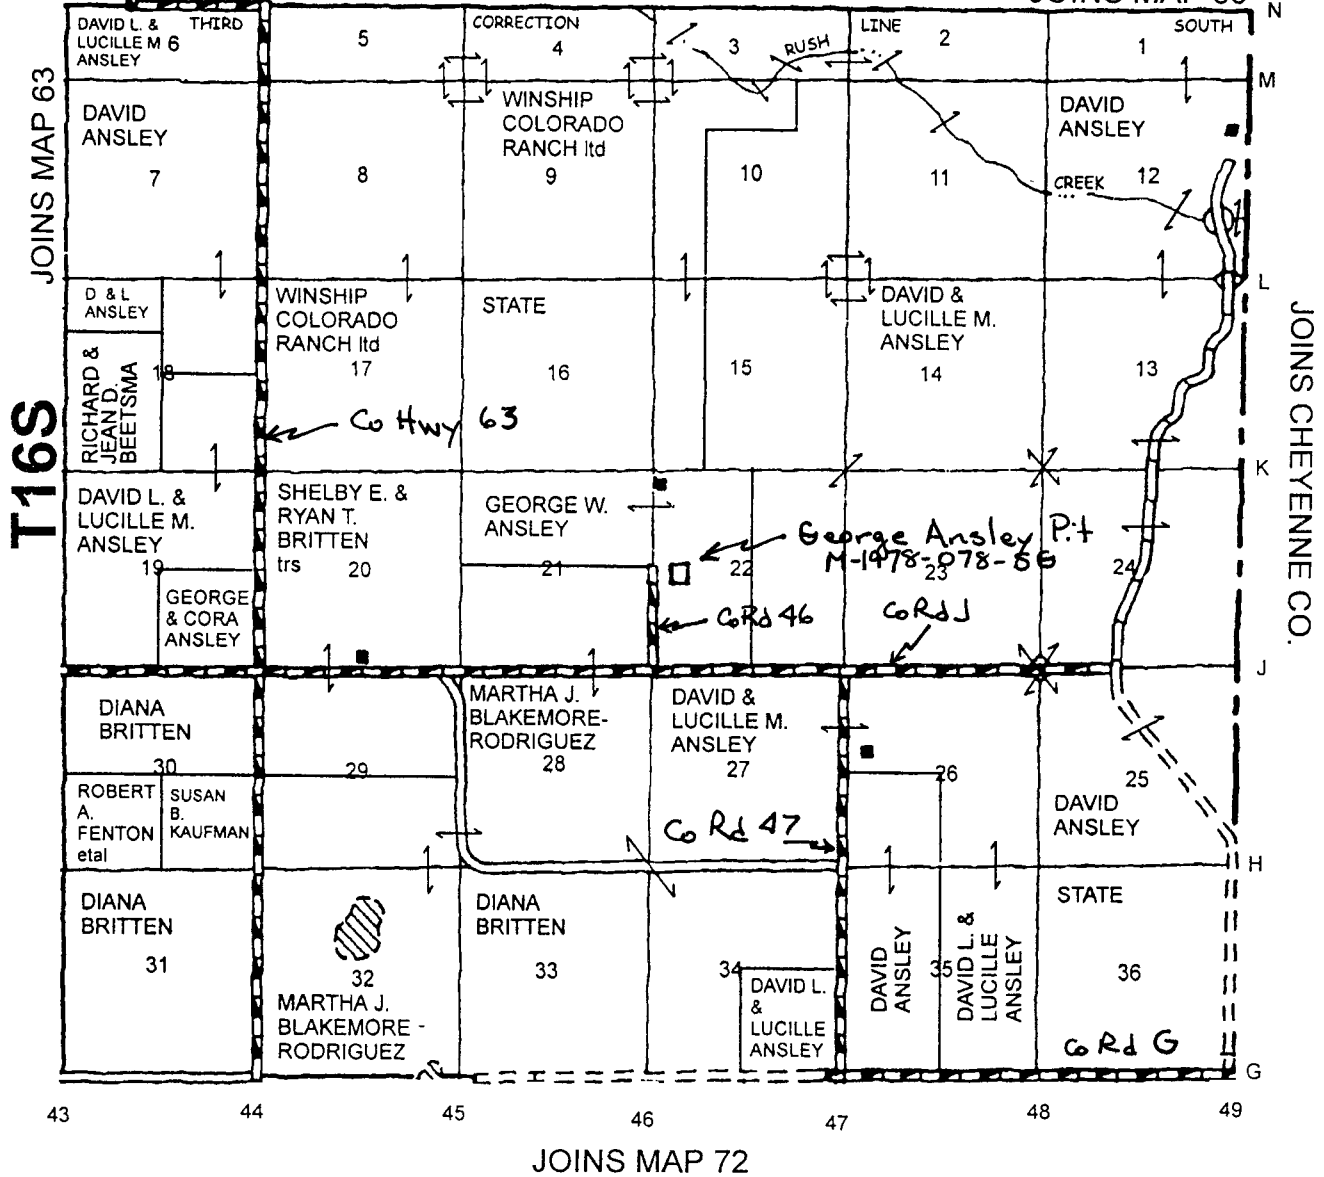 N
DAVID L. &
LUCILLE M 6
ANSLEY
THIRD
5
CORRECTION
4
3
RUSH
LINE
2
SOUTH
1
M
JOINS MAP 63
DAVID
ANSLEY
7
8
WINSHIP
COLORADO
RANCH ltd
9
10
11
DAVID
ANSLEY
12
CREEK
L
D & L
ANSLEY
RICHARD &
JEAN D.
BEETSMA
18
WINSHIP
COLORADO
RANCH ltd
17
STATE
16
15
DAVID &
LUCILLE M.
ANSLEY
14
13
Co Hwy 63
T16S
K
DAVID L. &
LUCILLE M.
ANSLEY
19
GEORGE
& CORA
ANSLEY
SHELBY E. &
RYAN T.
BRITTEN
trs
20
GEORGE W.
ANSLEY
21
George Ansley Pit
M-1978-078-SG
22
23
24
Co Rd 46
Co Rd J
J
JOINS CHEYENNE CO.
DIANA
BRITTEN
30
ROBERT
A.
FENTON
etal
SUSAN
B.
KAUFMAN
29
MARTHA J.
BLAKEMORE-
RODRIGUEZ
28
DAVID &
LUCILLE M.
ANSLEY
27
26
25
DAVID
ANSLEY
Co Rd 47
H
DIANA
BRITTEN
31
32
MARTHA J.
BLAKEMORE -
RODRIGUEZ
DIANA
BRITTEN
33
34
DAVID L.
&
LUCILLE
ANSLEY
DAVID
ANSLEY
35
DAVID L. &
LUCILLE
ANSLEY
STATE
36
Co Rd G
G
43
44
45
46
47
48
49
JOINS MAP 72